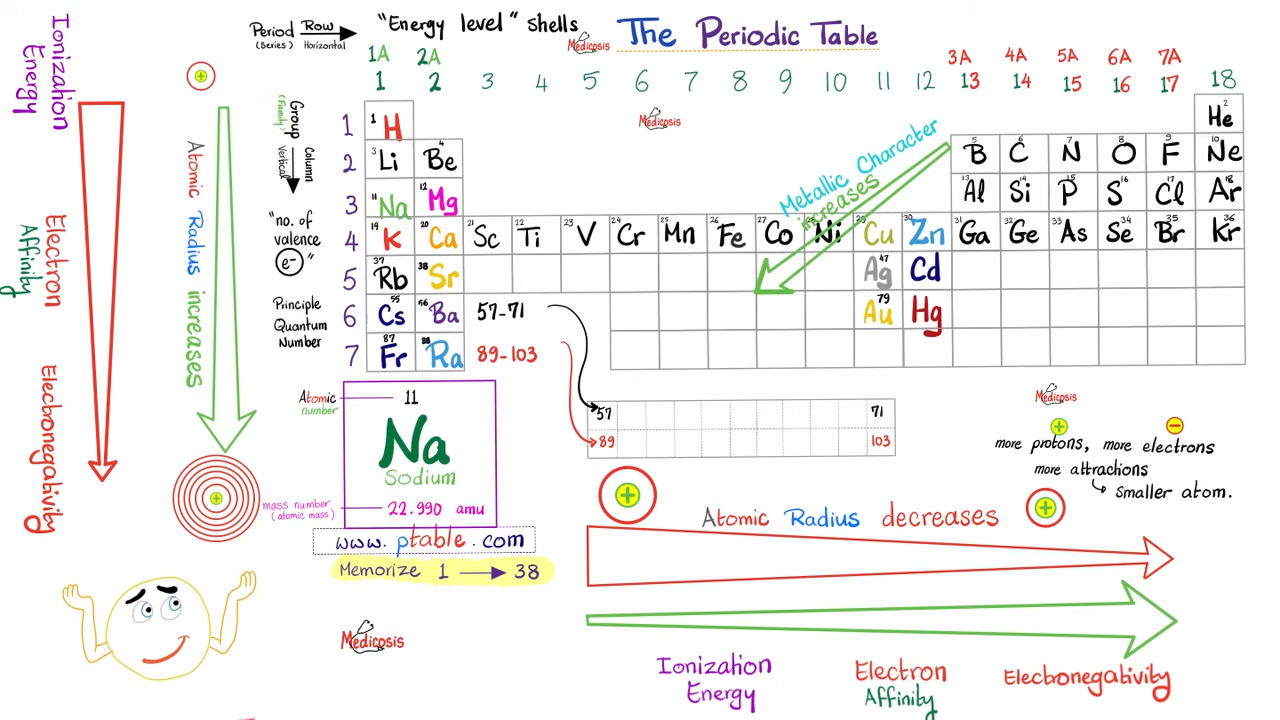 The Periodic Table
Period Row "Energy level" shells
(Series) Horizontal
Medicosis
1A 2A 3A 4A 5A 6A 7A
1 2 3 4 5 6 7 8 9 10 11 12 13 14 15 16 17 18
Medicosis
Group
(Family)
Column
Vertical
"no. of
valence
e-"
Principle
Quantum
Number
1 1 H 2 He
2 3 Li 4 Be 5 B 6 C 7 N 8 O 9 F 10 Ne
3 11 Na 12 Mg 13 Al 14 Si 15 P 16 S 17 Cl 18 Ar
4 19 K 20 Ca 21 Sc 22 Ti 23 V 24 Cr 25 Mn 26 Fe 27 Co 28 Ni 29 Cu 30 Zn 31 Ga 32 Ge 33 As 34 Se 35 Br 36 Kr
5 37 Rb 38 Sr 47 Ag Cd
6 55 Cs 56 Ba 57-71 79 Au Hg
7 87 Fr 88 Ra 89-103
Metallic Character
increases
57 71
89 103
Ionization
Energy
Electron
Affinity
Electronegativity
Atomic Radius increases
Atomic
number
11
Na
Sodium
mass number
(atomic mass)
22.990 amu
www.ptable.com
Memorize 1 → 38
Medicosis
Medicosis
+ −
more protons, more electrons
more attractions
smaller atom.
Atomic Radius decreases
Ionization
Energy
Electron
Affinity
Electronegativity